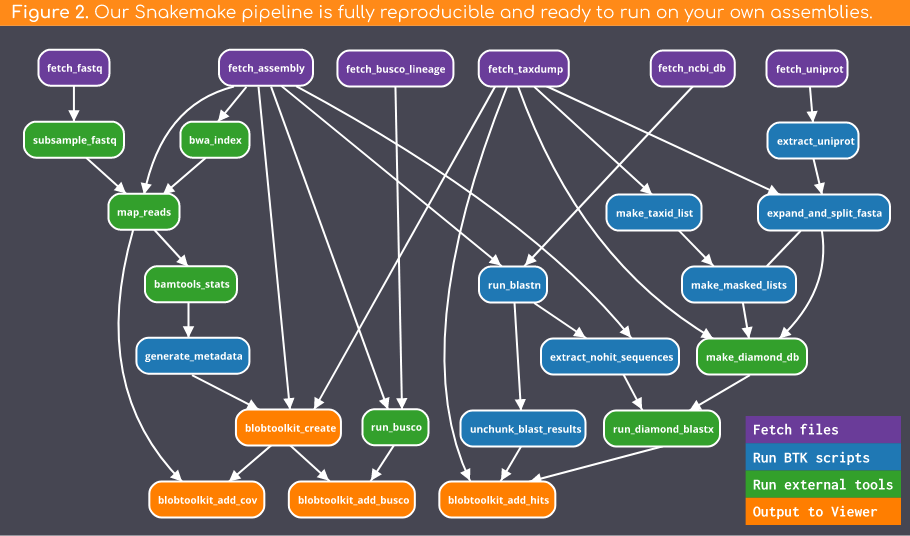 Figure 2. Our Snakemake pipeline is fully reproducible and ready to run on your own assemblies.
fetch_fastq
fetch_assembly
fetch_busco_lineage
fetch_taxdump
fetch_ncbi_db
fetch_uniprot
subsample_fastq
bwa_index
extract_uniprot
map_reads
make_taxid_list
expand_and_split_fasta
bamtools_stats
run_blastn
make_masked_lists
generate_metadata
extract_nohit_sequences
make_diamond_db
blobtoolkit_create
run_busco
unchunk_blast_results
run_diamond_blastx
blobtoolkit_add_cov
blobtoolkit_add_busco
blobtoolkit_add_hits
Fetch files
Run BTK scripts
Run external tools
Output to Viewer